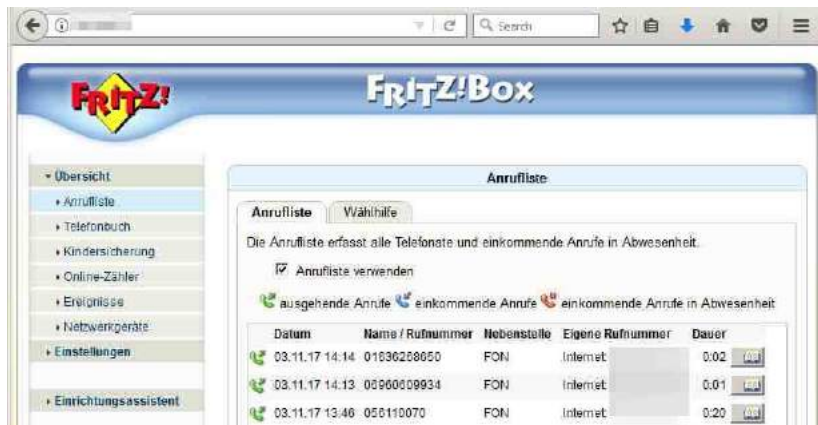 Search
FRITZ!
FRITZ!Box
Übersicht
Anrufliste
Telefonbuch
Kindersicherung
Online-Zähler
Ereignisse
Netzwerkgeräte
Einstellungen
Einrichtungsassistent
Anrufliste
Anrufliste Wählhilfe
Die Anrufliste erfasst alle Telefonate und einkommende Anrufe in Abwesenheit.
Anrufliste verwenden
ausgehende Anrufe einkommende Anrufe einkommende Anrufe in Abwesenheit
Datum Name / Rufnummer Nebenstelle Eigene Rufnummer Dauer
03.11.17 14:14 01636268650 FON Internet: 0:02
03.11.17 14:13 06960609934 FON Internet: 0:01
03.11.17 13:46 056110070 FON Internet: 0:20